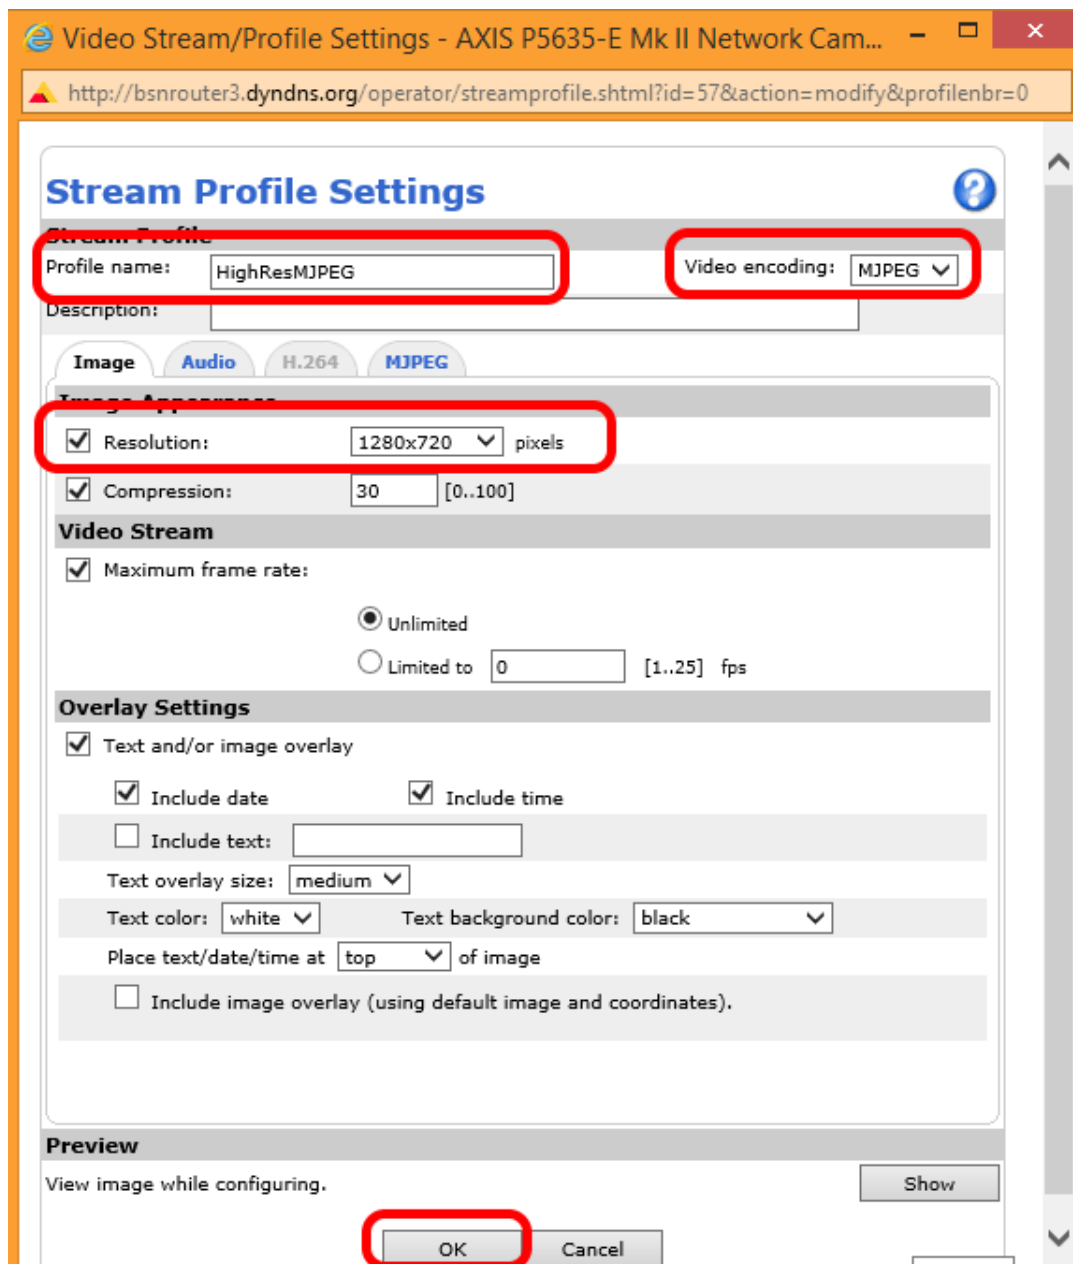 Video Stream/Profile Settings - AXIS P5635-E Mk II Network Cam...
http://bsnrouter3.dyndns.org/operator/streamprofile.shtml?id=57&action=modify&profilenbr=0
Stream Profile Settings
Stream Profile
Profile name: HighResMJPEG Video encoding: MJPEG
Description:
Image Audio H.264 MJPEG
Image Appearance
Resolution: 1280x720 pixels
Compression: 30 [0..100]
Video Stream
Maximum frame rate:
Unlimited
Limited to 0 [1..25] fps
Overlay Settings
Text and/or image overlay
Include date Include time
Include text:
Text overlay size: medium
Text color: white Text background color: black
Place text/date/time at top of image
Include image overlay (using default image and coordinates).
Preview
View image while configuring. Show
OK Cancel